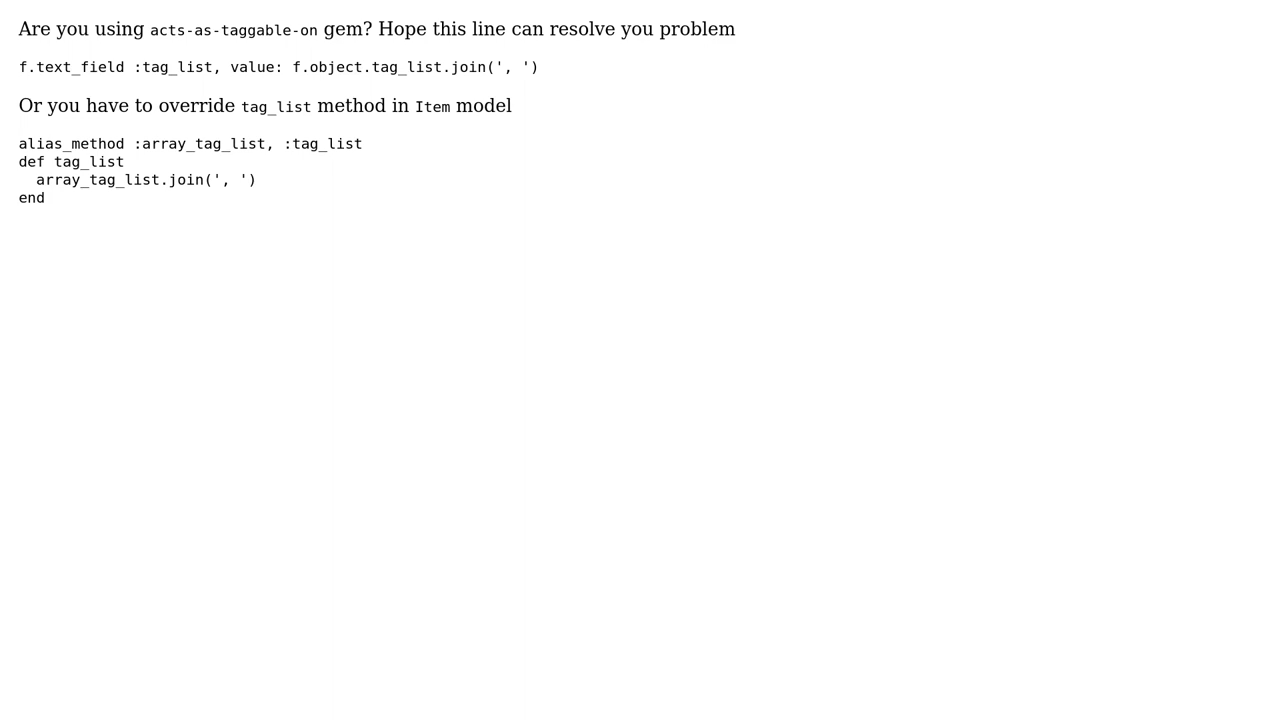 Are you using acts-as-taggable-on gem? Hope this line can resolve you problem
f.text_field :tag_list, value: f.object.tag_list.join(', ')
Or you have to override tag_list method in Item model
alias_method :array_tag_list, :tag_list
def tag_list
  array_tag_list.join(', ')
end